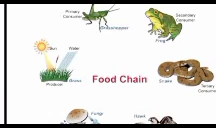 Primary
Consumer
Grasshopper
Secondary
Consumer
Frog
Sun
Water
Grass
Producer
Food Chain
Snake
Tertiary
Consumer
Fungi
Hawk